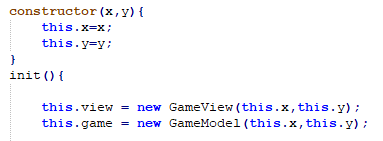 constructor(x,y){
    this.x=x;
    this.y=y;
}
init(){

    this.view = new GameView(this.x,this.y);
    this.game = new GameModel(this.x,this.y);